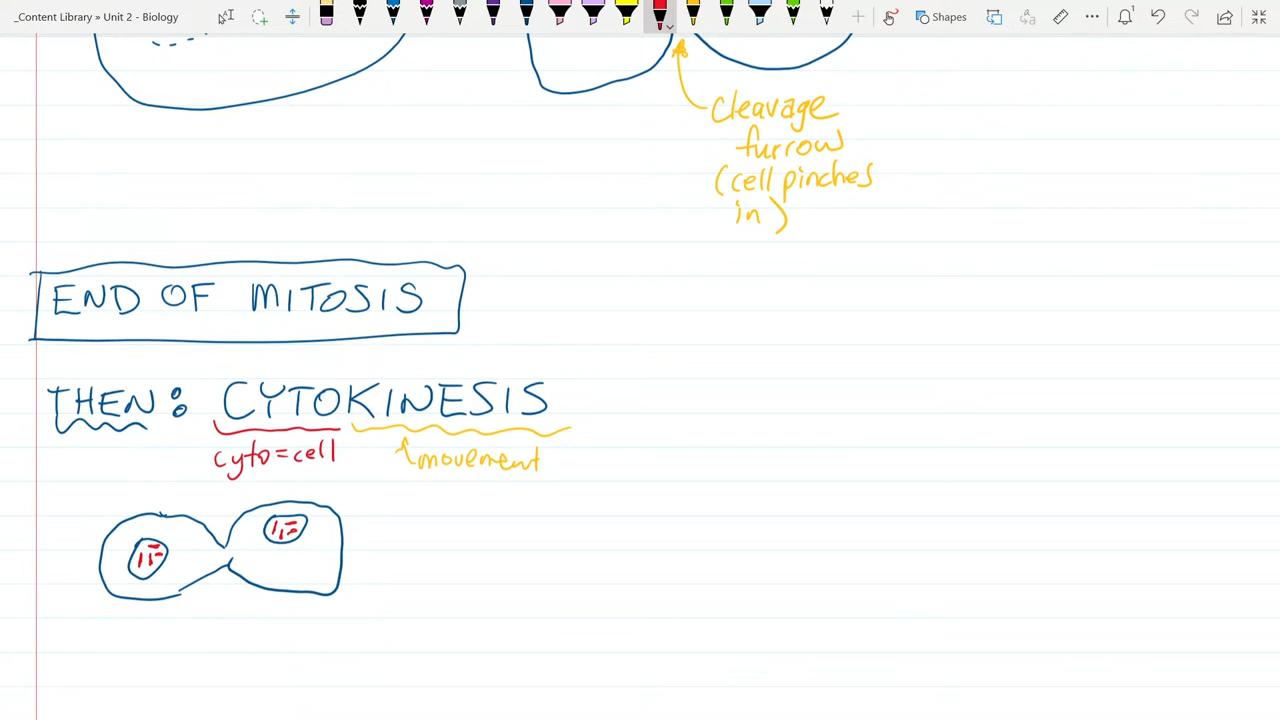 _Content Library » Unit 2 - Biology
Shapes
cleavage
furrow
(cell pinches
in)
END OF MITOSIS
THEN: CYTOKINESIS
cyto=cell movement